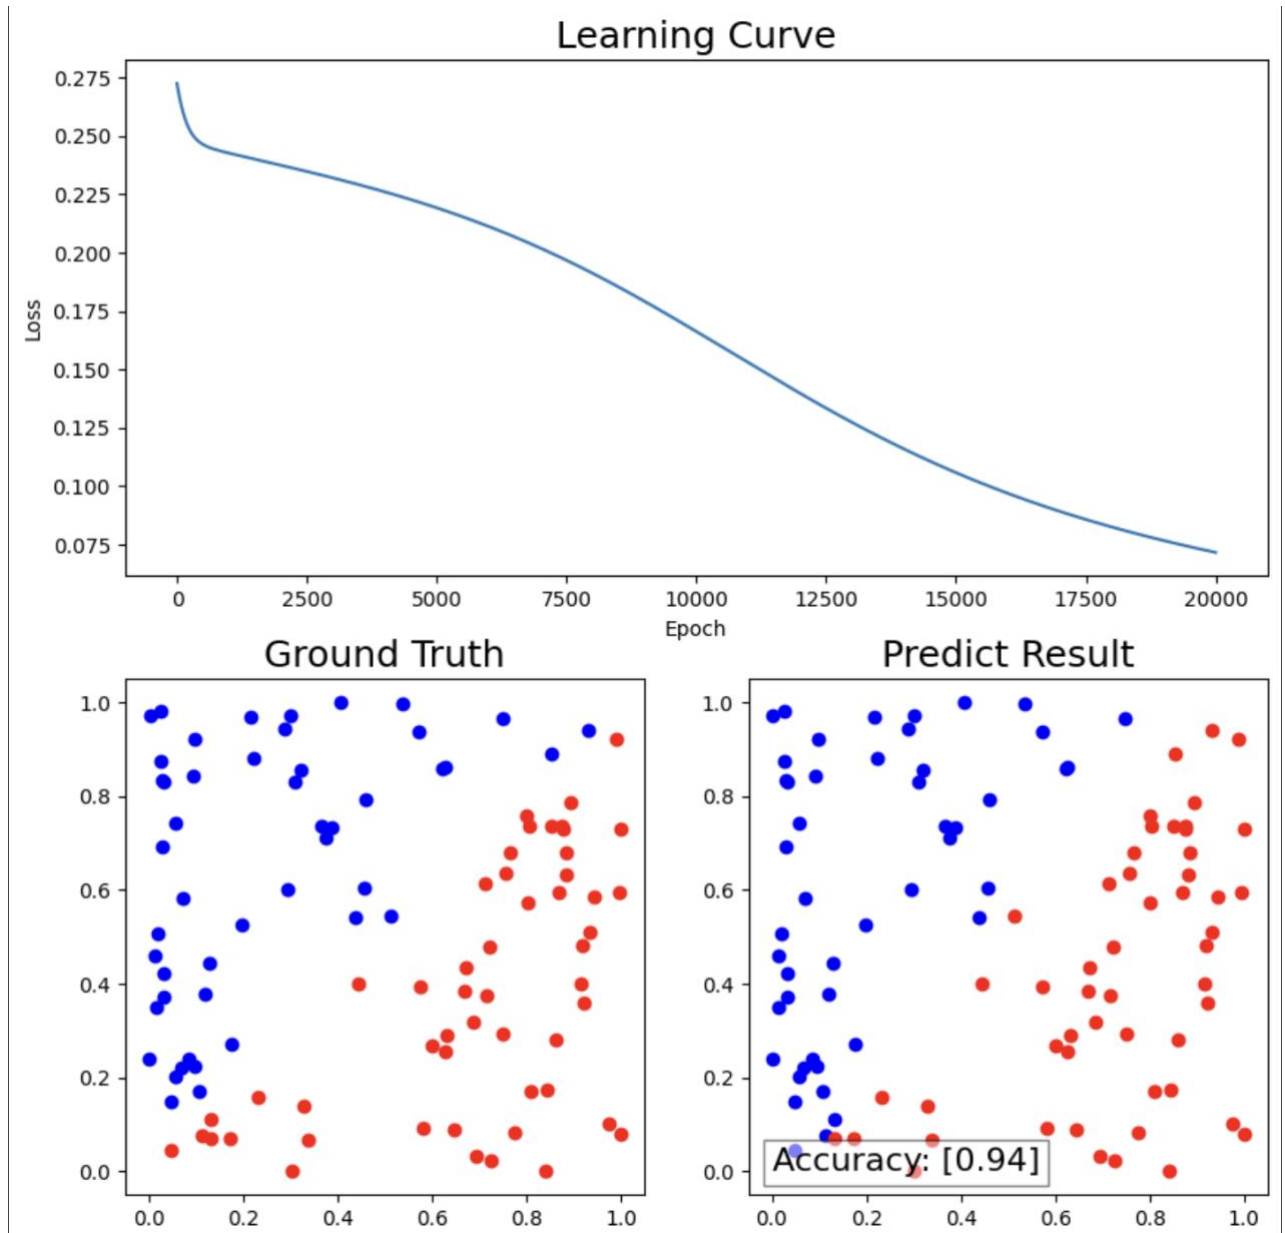 Learning Curve
0.275
0.250
0.225
0.200
0.175
0.150
0.125
0.100
0.075
Loss
0 2500 5000 7500 10000 12500 15000 17500 20000
Epoch
Ground Truth
1.0
0.8
0.6
0.4
0.2
0.0
0.0 0.2 0.4 0.6 0.8 1.0
Predict Result
1.0
0.8
0.6
0.4
0.2
0.0
Accuracy: [0.94]
0.0 0.2 0.4 0.6 0.8 1.0